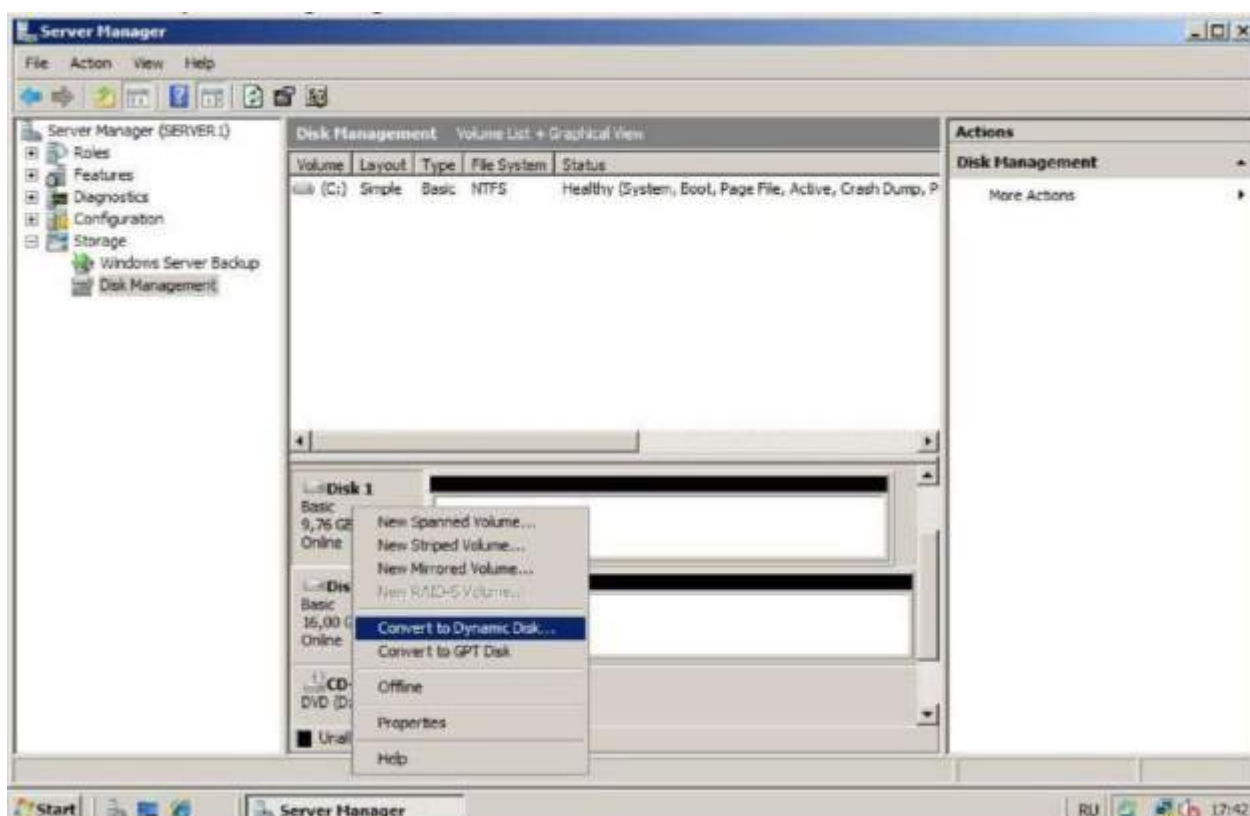 Server Manager
File Action View Help
Server Manager (SERVER1)
Roles
Features
Diagnostics
Configuration
Storage
Windows Server Backup
Disk Management
Disk Management Volume List + Graphical View
Volume Layout Type File System Status
(C:) Simple Basic NTFS Healthy (System, Boot, Page File, Active, Crash Dump, P
Disk 1
Basic
9,76 GB
Online
Dis
Basic
16,00 G
Online
CD-
DVD (D:
Unall
New Spanned Volume...
New Striped Volume...
New Mirrored Volume...
New RAID-5 Volume...
Convert to Dynamic Disk...
Convert to GPT Disk
Offline
Properties
Help
Actions
Disk Management
More Actions
Start
Server Manager
RU
17:42